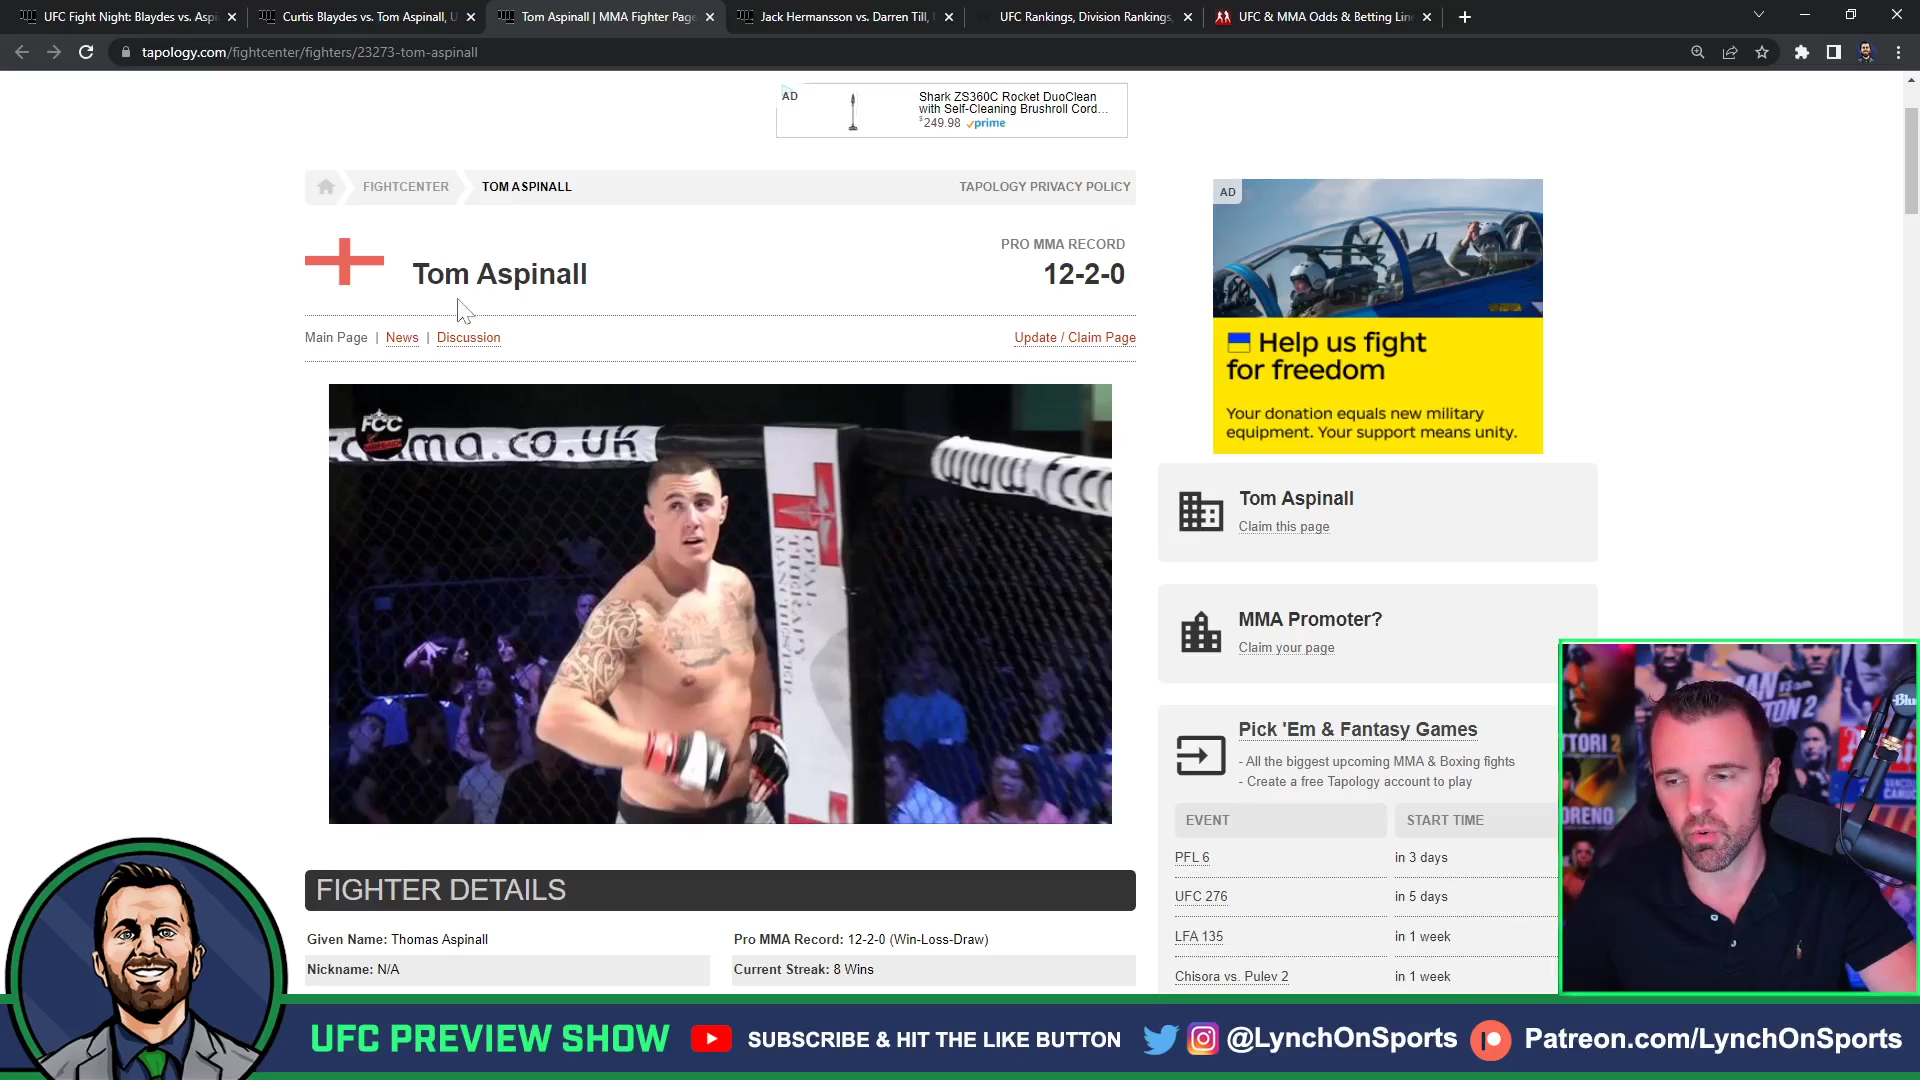 UFC Fight Night: Blaydes vs. Aspi
Curtis Blaydes vs. Tom Aspinall, U
Tom Aspinall | MMA Fighter Page
Jack Hermansson vs. Darren Till,
UFC Rankings, Division Rankings,
UFC & MMA Odds & Betting Lin
tapology.com/fightcenter/fighters/23273-tom-aspinall
AD
Shark ZS360C Rocket DuoClean
with Self-Cleaning Brushroll Cord...
$249.98 prime
FIGHTCENTER
TOM ASPINALL
TAPOLOGY PRIVACY POLICY
Tom Aspinall
PRO MMA RECORD
12-2-0
Main Page | News | Discussion
Update / Claim Page
FCC
ma.co.uk
www.c
AD
Help us fight
for freedom
Your donation equals new military
equipment. Your support means unity.
Tom Aspinall
Claim this page
MMA Promoter?
Claim your page
Pick 'Em & Fantasy Games
- All the biggest upcoming MMA & Boxing fights
- Create a free Tapology account to play
EVENT START TIME
PFL 6 in 3 days
UFC 276 in 5 days
LFA 135 in 1 week
Chisora vs. Pulev 2 in 1 week
FIGHTER DETAILS
Given Name: Thomas Aspinall
Pro MMA Record: 12-2-0 (Win-Loss-Draw)
Nickname: N/A
Current Streak: 8 Wins
TTORI 2
TON 2
Blu
ORENO
UFC PREVIEW SHOW
SUBSCRIBE & HIT THE LIKE BUTTON
@LynchOnSports
Patreon.com/LynchOnSports